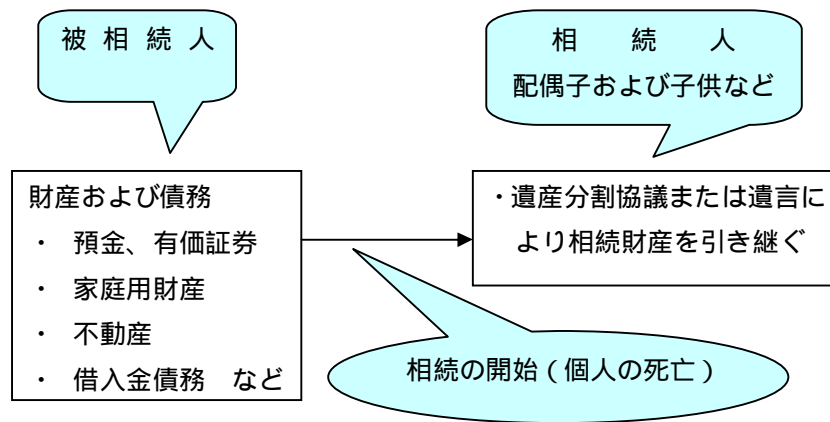 被 相 続 人
相 続 人
配偶子および子供など
財産および債務
・ 預金、有価証券
・ 家庭用財産
・ 不動産
・ 借入金債務 など
・遺産分割協議または遺言に
より相続財産を引き継ぐ
相続の開始（個人の死亡）